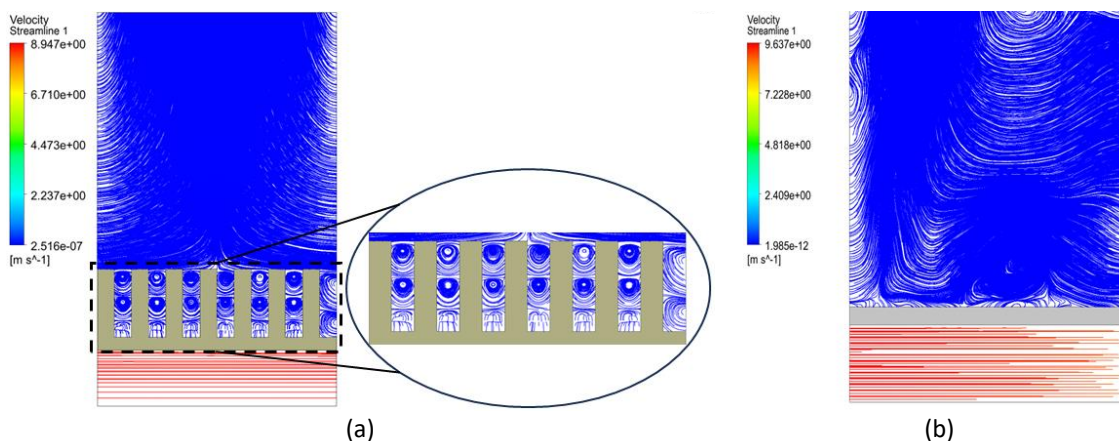 Velocity
Streamline 1
8.947e+00
6.710e+00
4.473e+00
2.237e+00
2.516e-07
[m s^-1]
(a)
Velocity
Streamline 1
9.637e+00
7.228e+00
4.818e+00
2.409e+00
1.985e-12
[m s^-1]
(b)